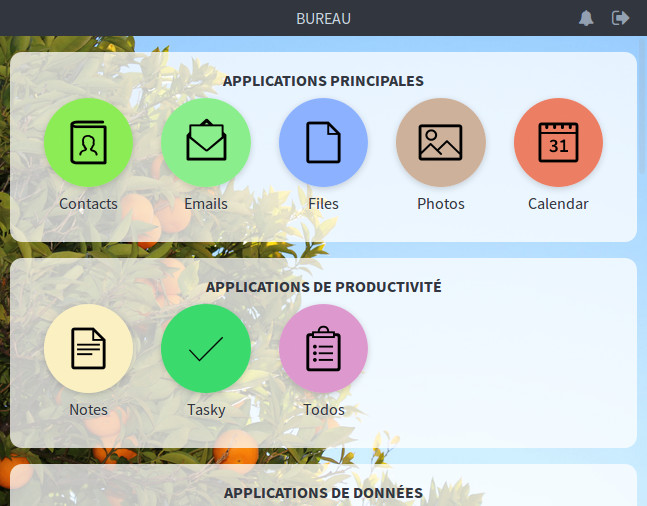 BUREAU
APPLICATIONS PRINCIPALES
31
Contacts Emails Files Photos Calendar
APPLICATIONS DE PRODUCTIVITÉ
Notes Tasky Todos
APPLICATIONS DE DONNÉES